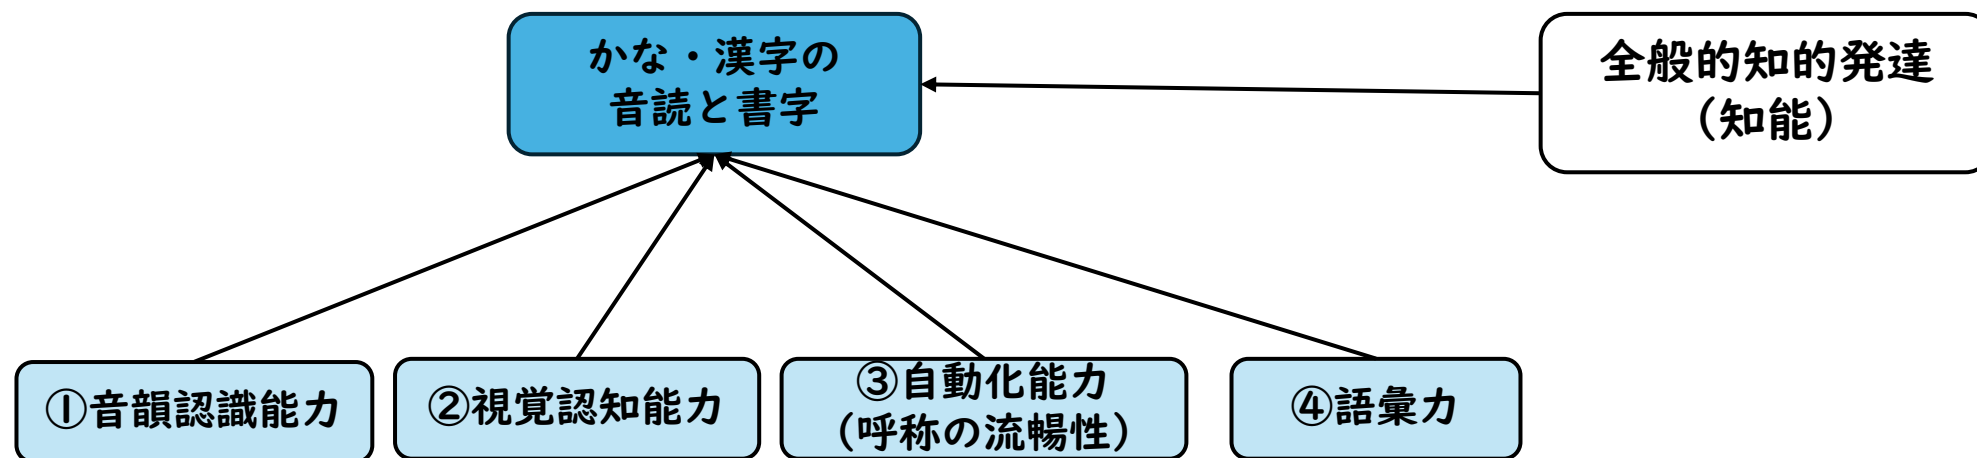 かな・漢字の
音読と書字
全般的知的発達
（知能）
①音韻認識能力
②視覚認知能力
③自動化能力
（呼称の流暢性）
④語彙力